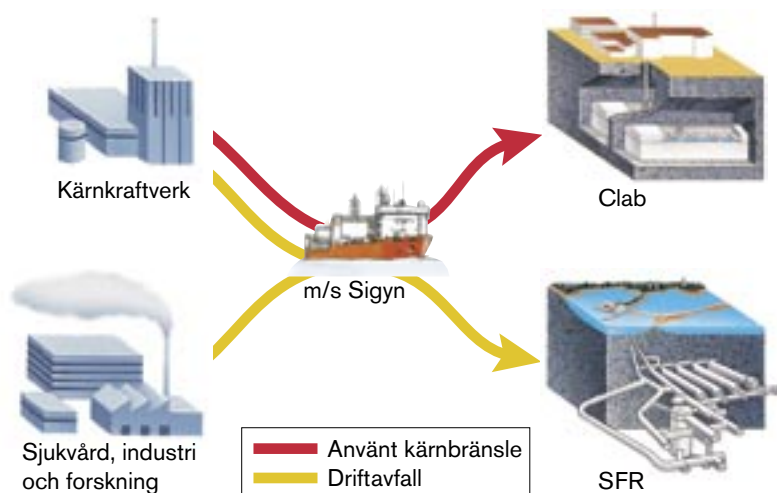 Kärnkraftverk
Clab
m/s Sigyn
Sjukvård, industri
och forskning
Använt kärnbränsle
Driftavfall
SFR